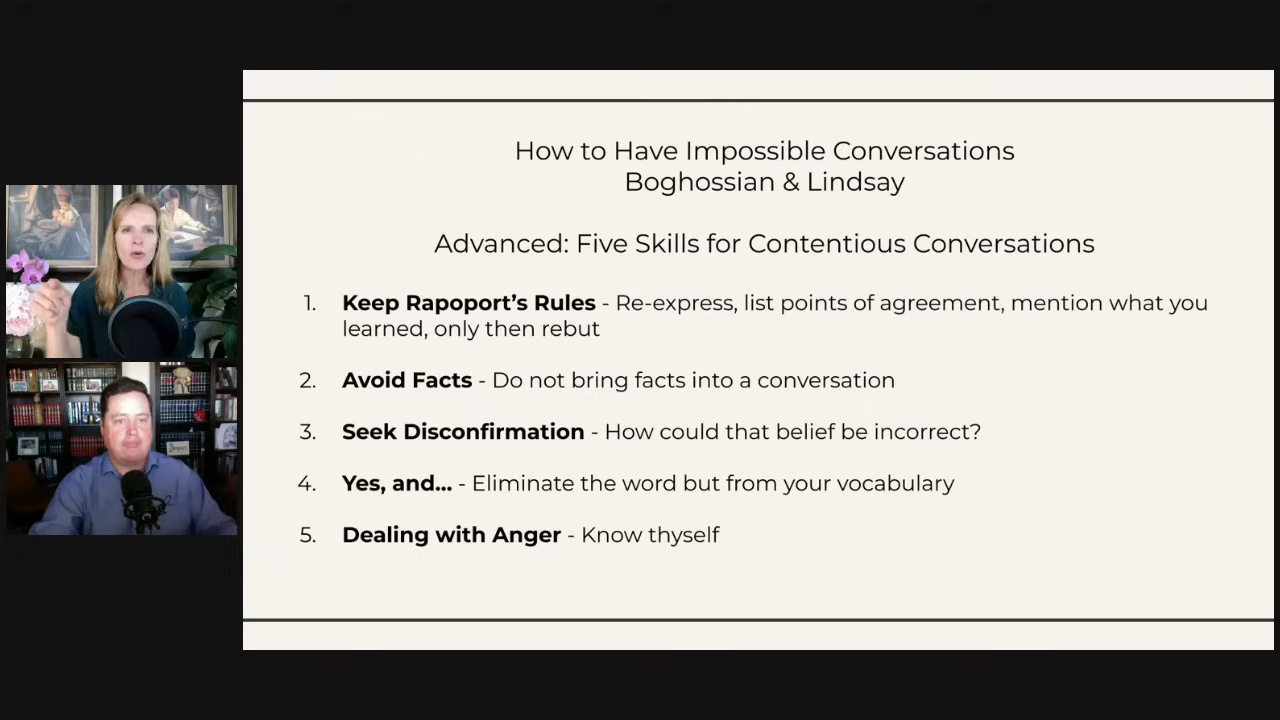 How to Have Impossible Conversations
Boghossian & Lindsay
Advanced: Five Skills for Contentious Conversations
1. Keep Rapoport’s Rules - Re-express, list points of agreement, mention what you
learned, only then rebut
2. Avoid Facts - Do not bring facts into a conversation
3. Seek Disconfirmation - How could that belief be incorrect?
4. Yes, and... - Eliminate the word but from your vocabulary
5. Dealing with Anger - Know thyself